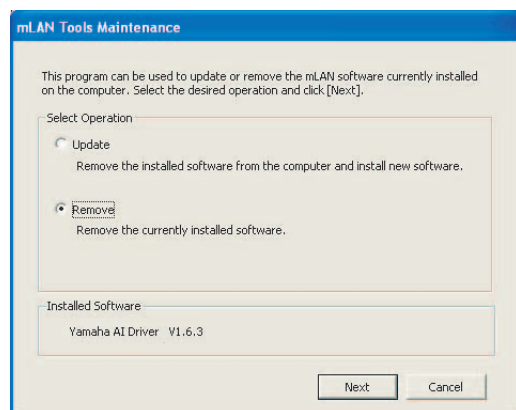 mLAN Tools Maintenance
This program can be used to update or remove the mLAN software currently installed
on the computer. Select the desired operation and click [Next].
Select Operation
Update
Remove the installed software from the computer and install new software.
Remove
Remove the currently installed software.
Installed Software
Yamaha AI Driver V1.6.3
Next Cancel